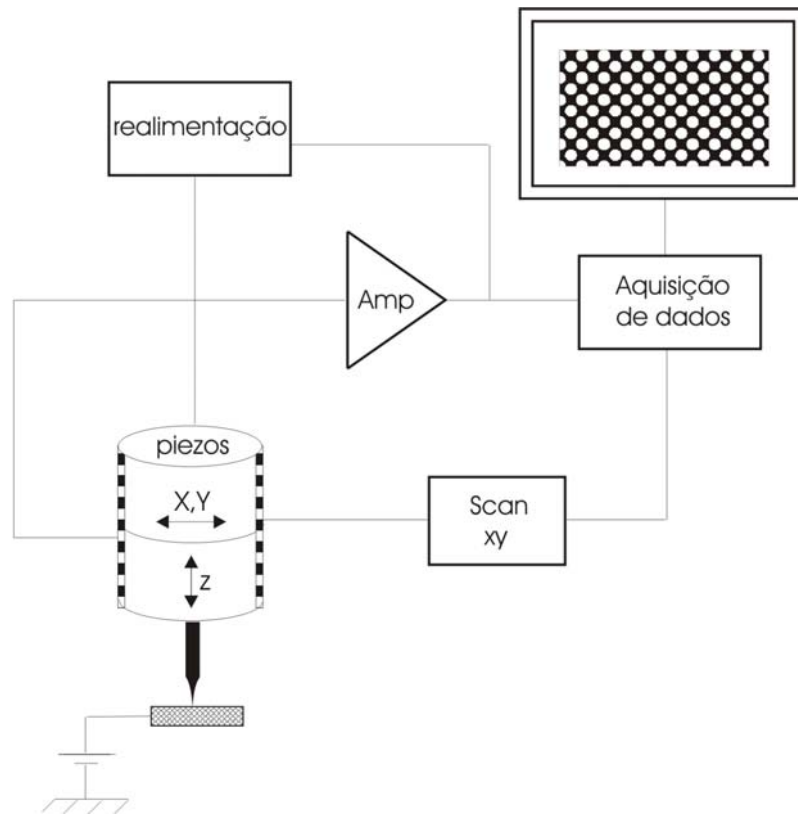 realimentação
Amp
Aquisição
de dados
piezos
X,Y
z
Scan
xy